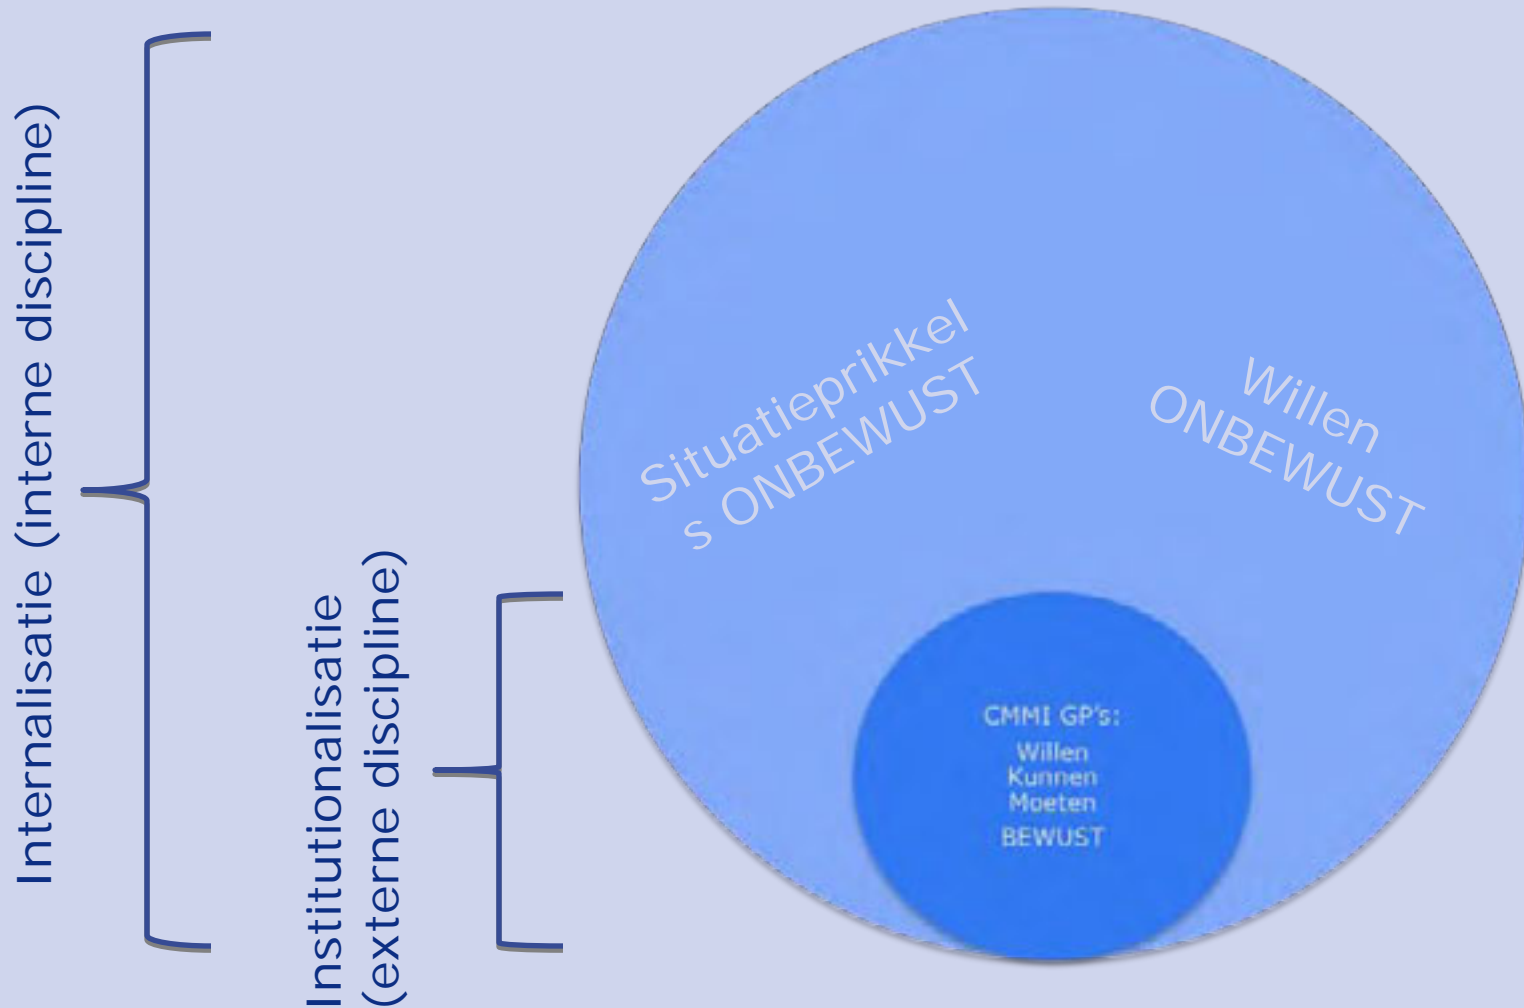 Internalisatie (interne discipline)
Institutionalisatie
(externe discipline)
Situatieprikkel
s ONBEWUST
Willen
ONBEWUST
CMMI GP's:
Willen
Kunnen
Moeten
BEWUST